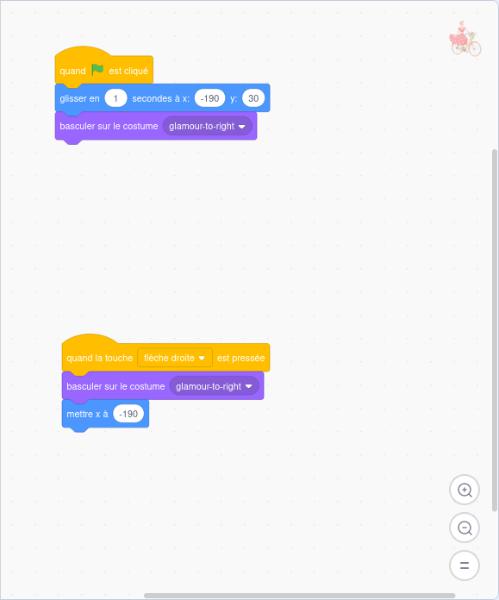 quand est cliqué
glisser en 1 secondes à x: -190 y: 30
basculer sur le costume glamour-to-right
quand la touche flèche droite est pressée
basculer sur le costume glamour-to-right
mettre x à -190